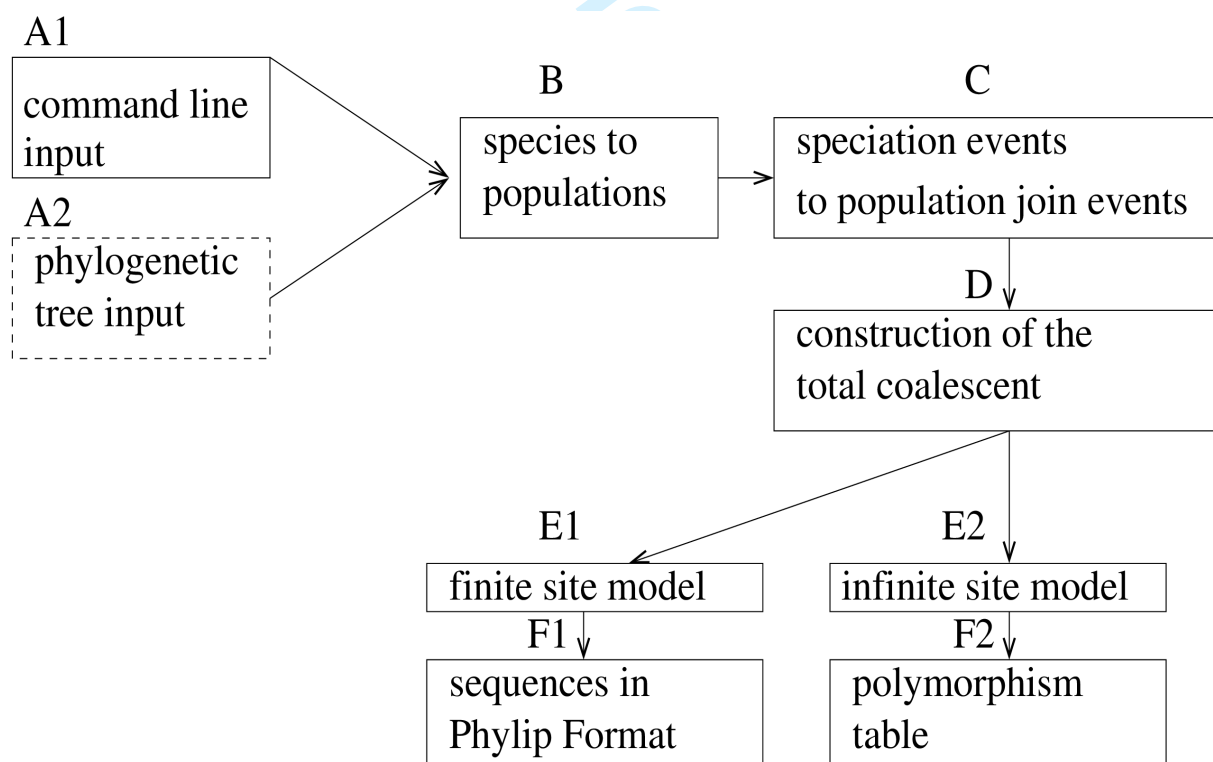 A1
command line
input
A2
phylogenetic
tree input
B
species to
populations
C
speciation events
to population join events
D
construction of the
total coalescent
E1
finite site model
F1
sequences in
Phylip Format
E2
infinite site model
F2
polymorphism
table